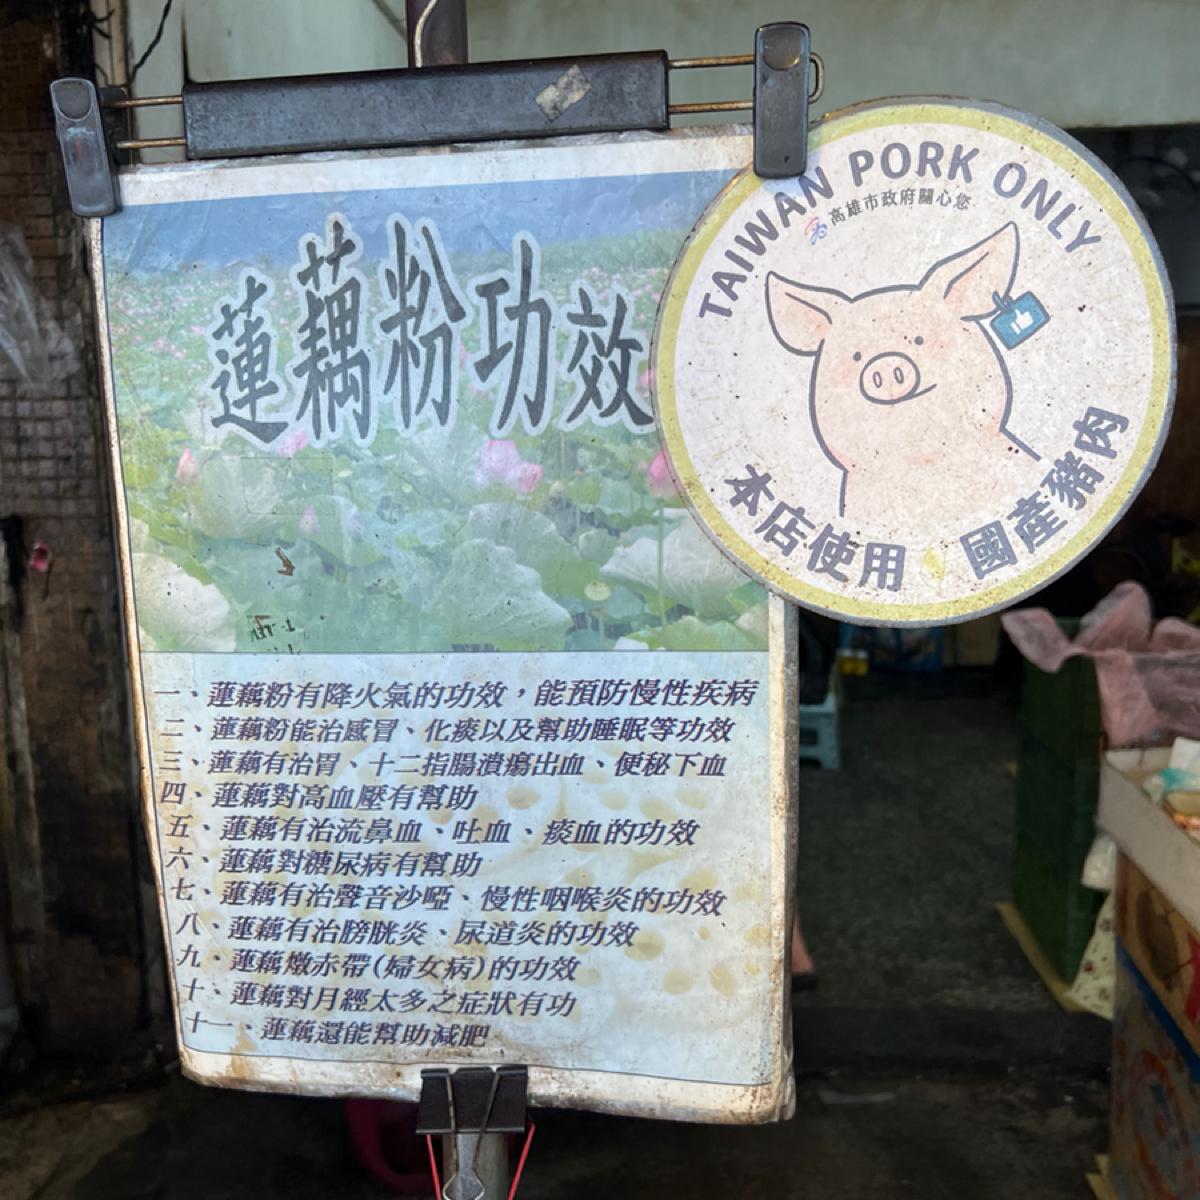 蓮藕粉功效
一、蓮藕粉有降火氣的功效，能預防慢性疾病
二、蓮藕粉能治感冒、化痰以及幫助睡眠等功效
三、蓮藕有治胃、十二指腸潰瘍出血、便秘下血
四、蓮藕對高血壓有幫助
五、蓮藕有治流鼻血、吐血、痰血的功效
六、蓮藕對糖尿病有幫助
七、蓮藕有治聲音沙啞、慢性咽喉炎的功效
八、蓮藕有治膀胱炎、尿道炎的功效
九、蓮藕燉赤帶(婦女病)的功效
十、蓮藕對月經太多之症狀有功
十一、蓮藕還能幫助減肥
TAIWAN PORK ONLY
高雄市政府關心您
本店使用 國產豬肉